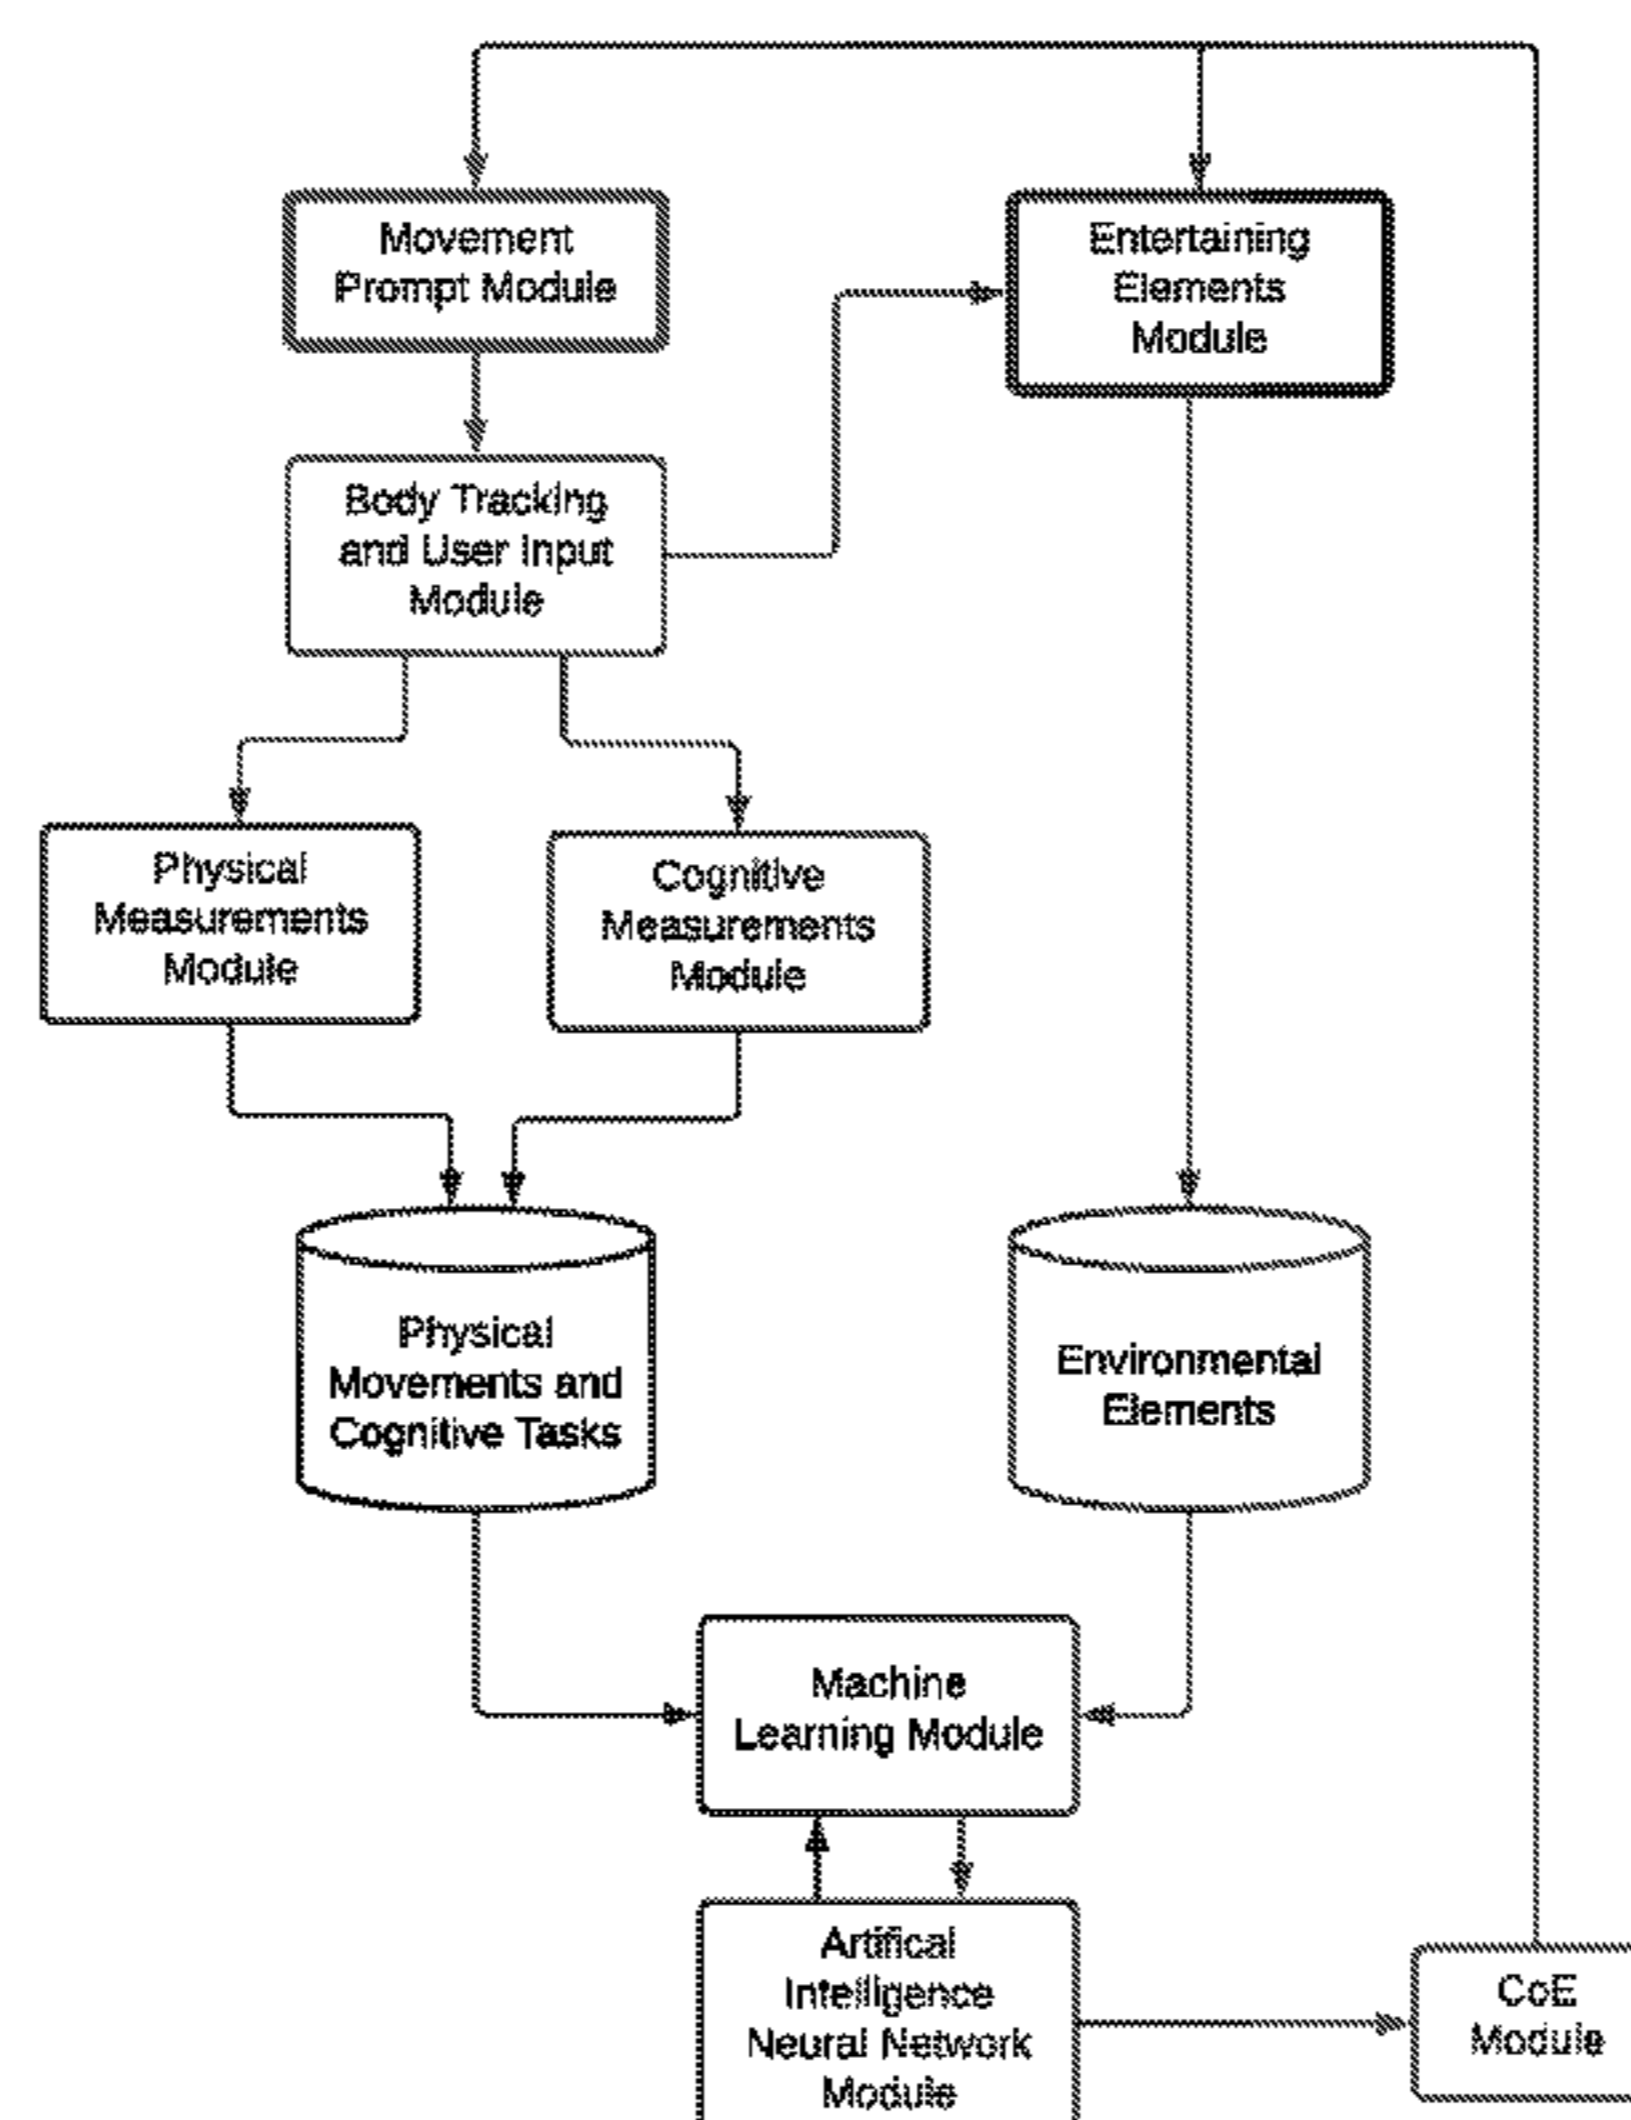 Movement
Prompt Module
Entertaining
Elements
Module
Body Tracking
and User Input
Module
Physical
Measurements
Module
Cognitive
Measurements
Module
Physical
Movements and
Cognitive Tasks
Environmental
Elements
Machine
Learning Module
Artifical
Intelligence
Neural Network
Module
CoE
Module